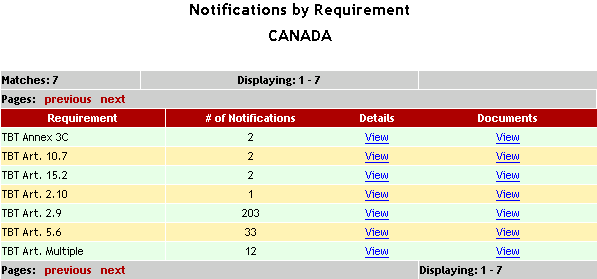 Notifications by Requirement
CANADA
Matches: 7 Displaying: 1 - 7
Pages: previous next
Requirement # of Notifications Details Documents
TBT Annex 3C 2 View View
TBT Art. 10.7 2 View View
TBT Art. 15.2 2 View View
TBT Art. 2.10 1 View View
TBT Art. 2.9 203 View View
TBT Art. 5.6 33 View View
TBT Art. Multiple 12 View View
Pages: previous next Displaying: 1 - 7